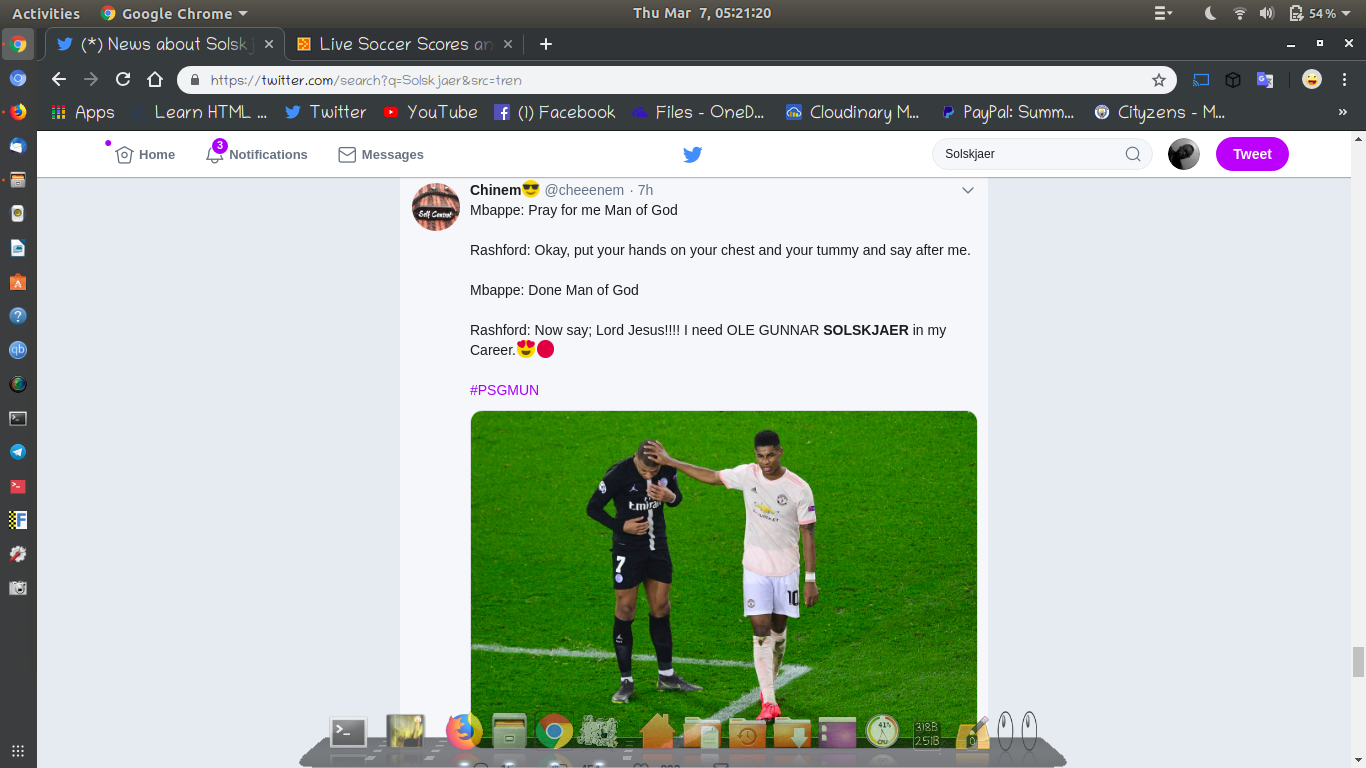 Activities
Google Chrome
Thu Mar 7, 05:21:20
54 %
(*) News about Solskj
Live Soccer Scores an
https://twitter.com/search?q=Solskjaer&src=tren
Apps
Learn HTML ...
Twitter
YouTube
(1) Facebook
Files - OneD...
Cloudinary M...
PayPal: Summ...
Cityzens - M...
»
3
Home
Notifications
Messages
Solskjaer
Tweet
Self Control
Chinem😎 @cheeenem · 7h
Mbappe: Pray for me Man of God
Rashford: Okay, put your hands on your chest and your tummy and say after me.
Mbappe: Done Man of God
Rashford: Now say; Lord Jesus!!!! I need OLE GUNNAR SOLSKJAER in my
Career.😍🔴
#PSGMUN
7
10
41%
CPU
318B
251B
0